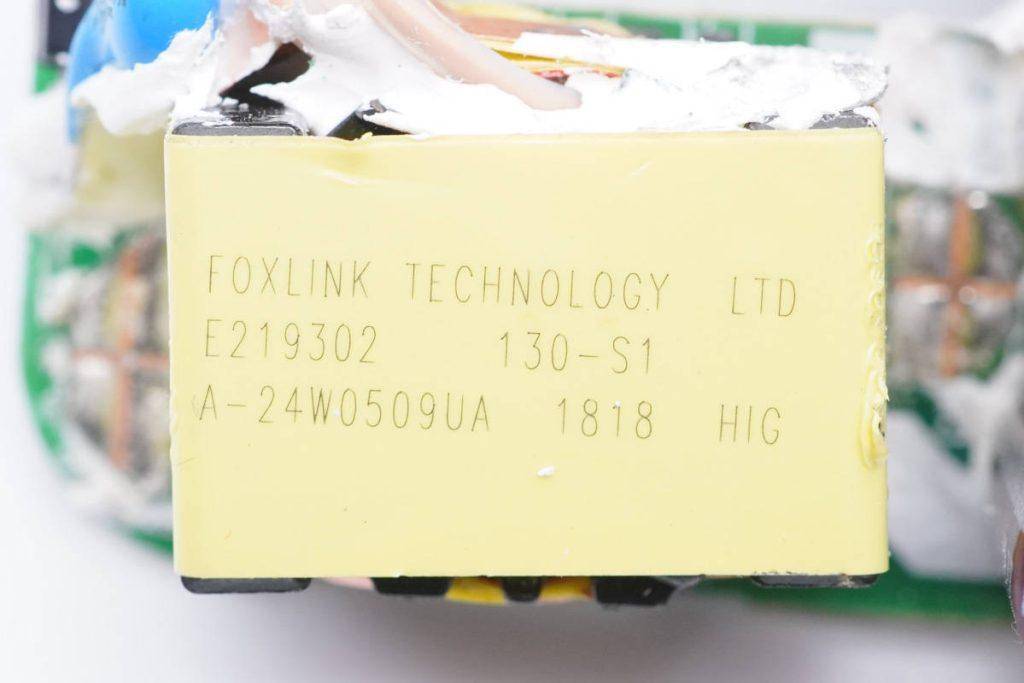 FOXLINK TECHNOLOGY LTD
E219302 130-S1
A-24W0509UA 1818 HIG